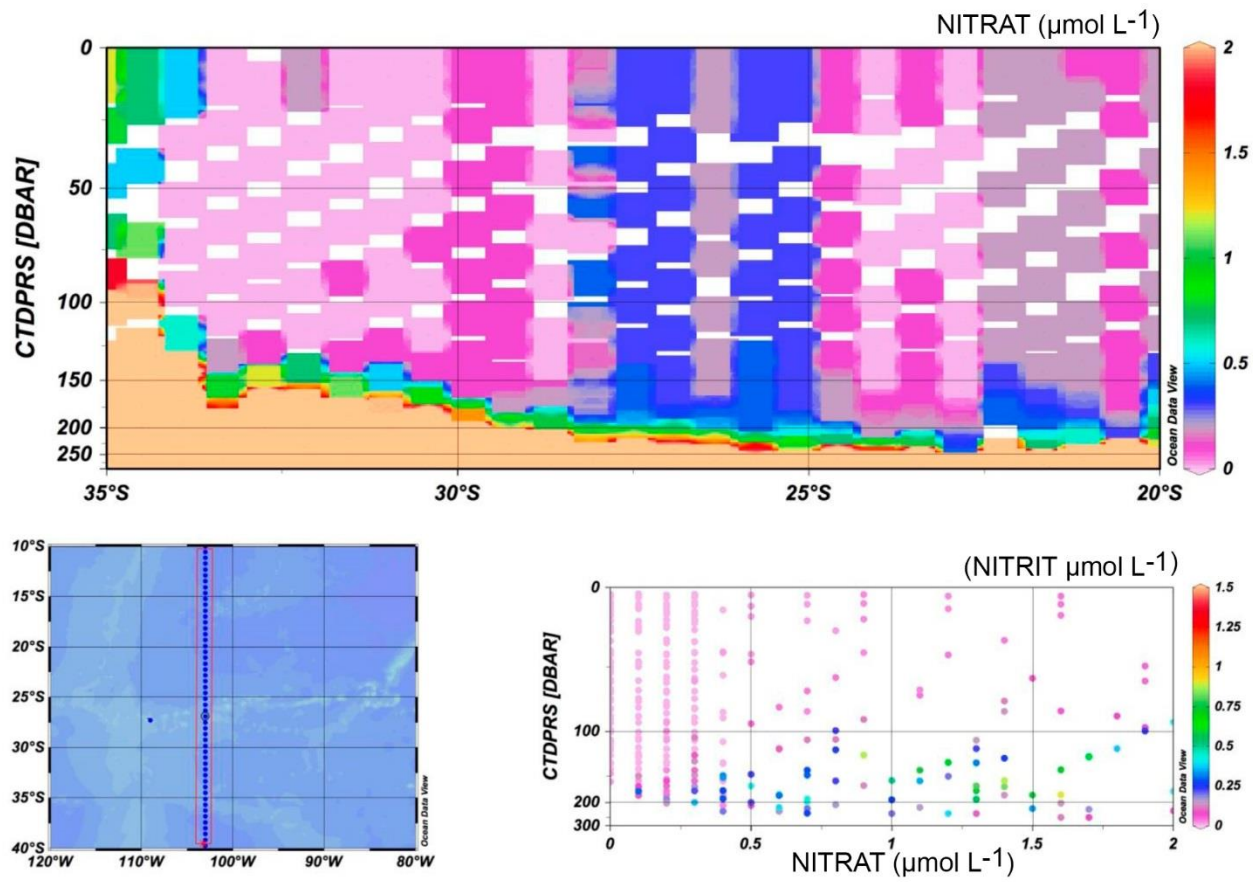 NITRAT (µmol L-1)
0
50
100
150
200
250
CTDPRS [DBAR]
35°S
30°S
25°S
20°S
Ocean Data View
2
1.5
1
0.5
0
10°S
15°S
20°S
25°S
30°S
35°S
40°S
120°W
110°W
100°W
90°W
80°W
Ocean Data View
(NITRIT µmol L-1)
0
100
200
300
CTDPRS [DBAR]
0
0.5
1
1.5
2
NITRAT (µmol L-1)
Ocean Data View
1.5
1.25
1
0.75
0.5
0.25
0